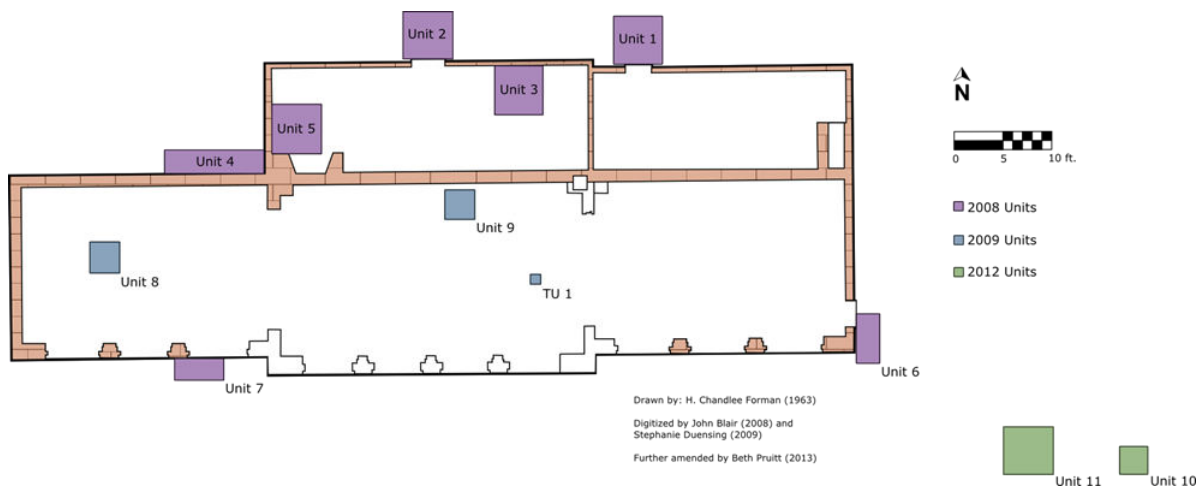 Unit 2
Unit 1
Unit 3
Unit 5
Unit 4
N
0 5 10 ft.
2008 Units
2009 Units
2012 Units
Unit 9
Unit 8
TU 1
Unit 7
Unit 6
Drawn by: H. Chandlee Forman (1963)
Digitized by John Blair (2008) and
Stephanie Duensing (2009)
Further amended by Beth Pruitt (2013)
Unit 11
Unit 10